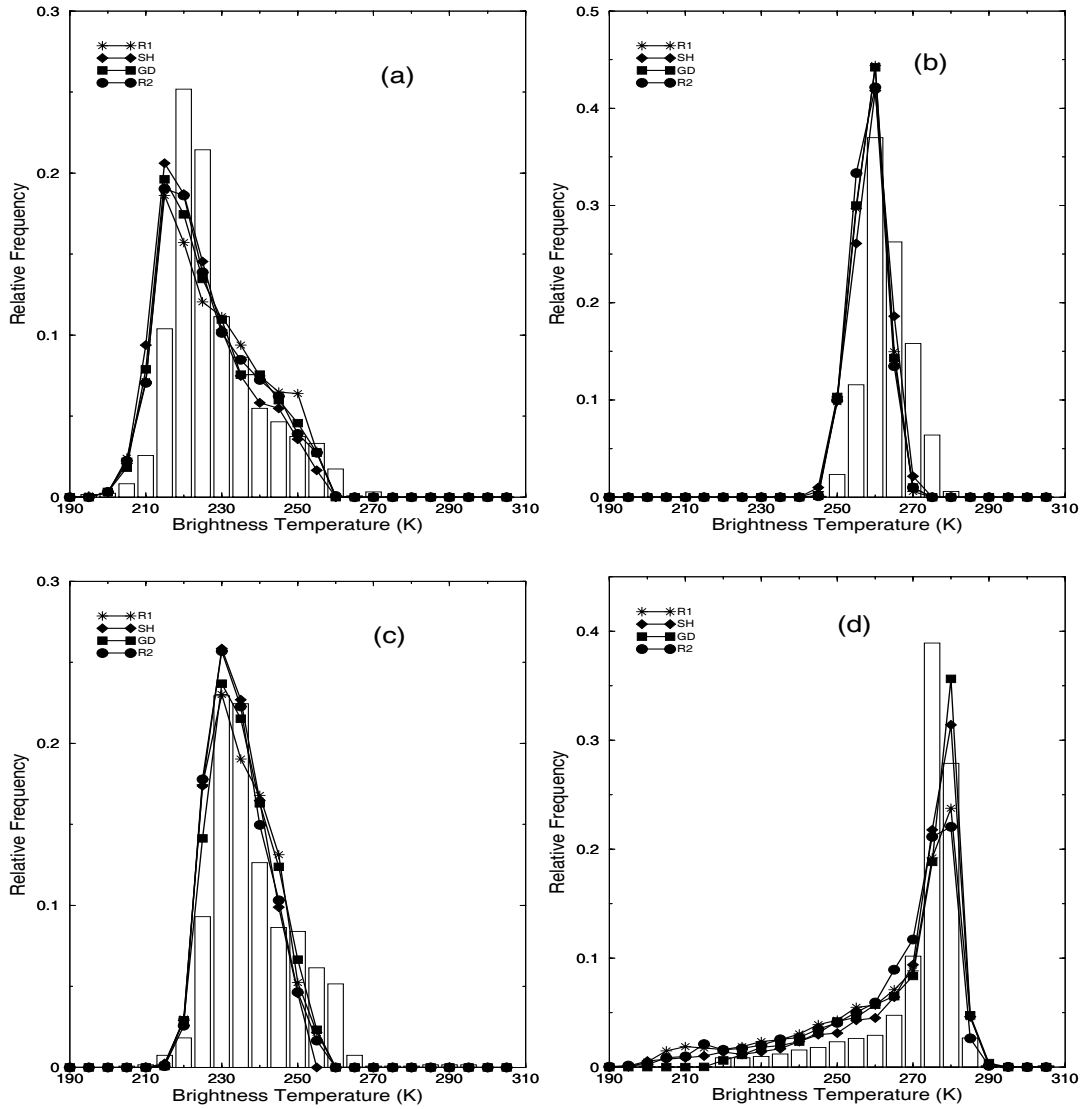 0.3
0.2
0.1
0
Relative Frequency
R1
SH
GD
R2
(a)
190 210 230 250 270 290 310
Brightness Temperature (K)
0.5
0.4
0.3
0.2
0.1
0
Relative Frequency
R1
SH
GD
R2
(b)
190 210 230 250 270 290 310
Brightness Temperature (K)
0.3
0.2
0.1
0
Relative Frequency
R1
SH
GD
R2
(c)
190 210 230 250 270 290 310
Brightness Temperature (K)
0.4
0.3
0.2
0.1
0
Relative Frequency
R1
SH
GD
R2
(d)
190 210 230 250 270 290 310
Brightness Temperature (K)